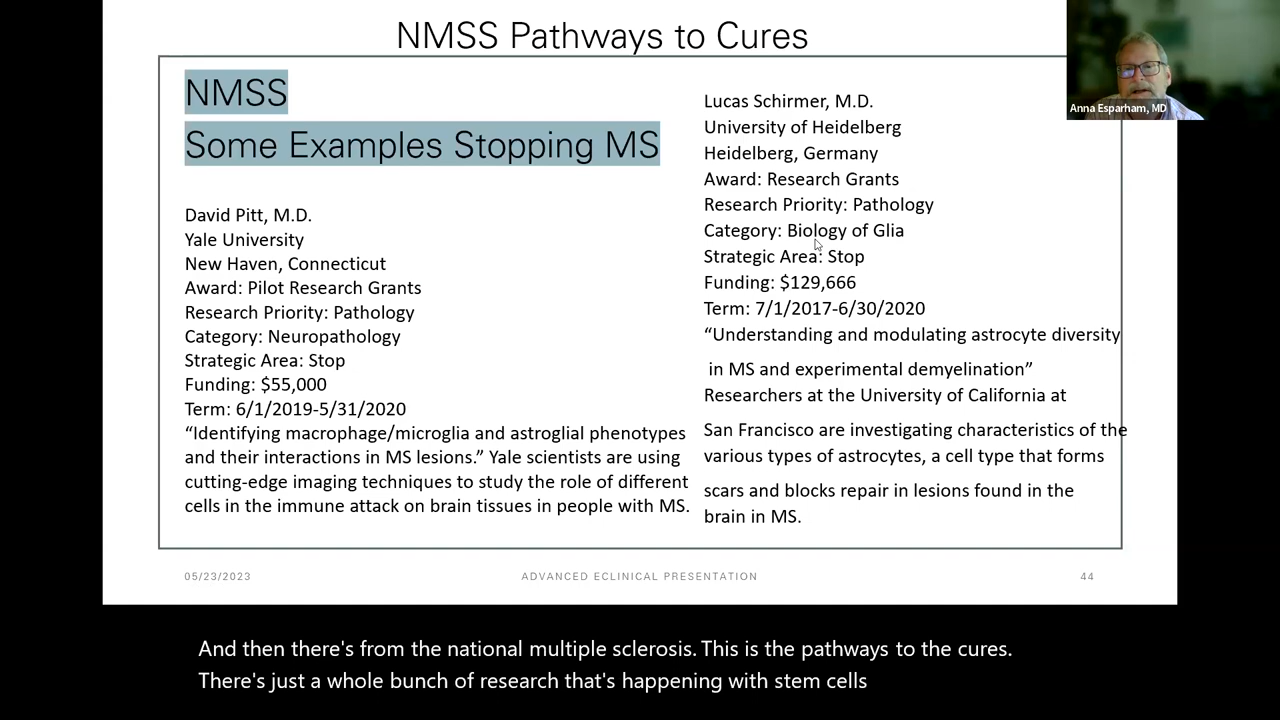 NMSS Pathways to Cures
NMSS
Some Examples Stopping MS
David Pitt, M.D.
Yale University
New Haven, Connecticut
Award: Pilot Research Grants
Research Priority: Pathology
Category: Neuropathology
Strategic Area: Stop
Funding: $55,000
Term: 6/1/2019-5/31/2020
“Identifying macrophage/microglia and astroglial phenotypes
and their interactions in MS lesions.” Yale scientists are using
cutting-edge imaging techniques to study the role of different
cells in the immune attack on brain tissues in people with MS.
Lucas Schirmer, M.D.
University of Heidelberg
Heidelberg, Germany
Award: Research Grants
Research Priority: Pathology
Category: Biology of Glia
Strategic Area: Stop
Funding: $129,666
Term: 7/1/2017-6/30/2020
“Understanding and modulating astrocyte diversity
in MS and experimental demyelination”
Researchers at the University of California at
San Francisco are investigating characteristics of the
various types of astrocytes, a cell type that forms
scars and blocks repair in lesions found in the
brain in MS.
Anna Esparham, MD
05/23/2023
ADVANCED ECLINICAL PRESENTATION
44
And then there's from the national multiple sclerosis. This is the pathways to the cures.
There's just a whole bunch of research that's happening with stem cells